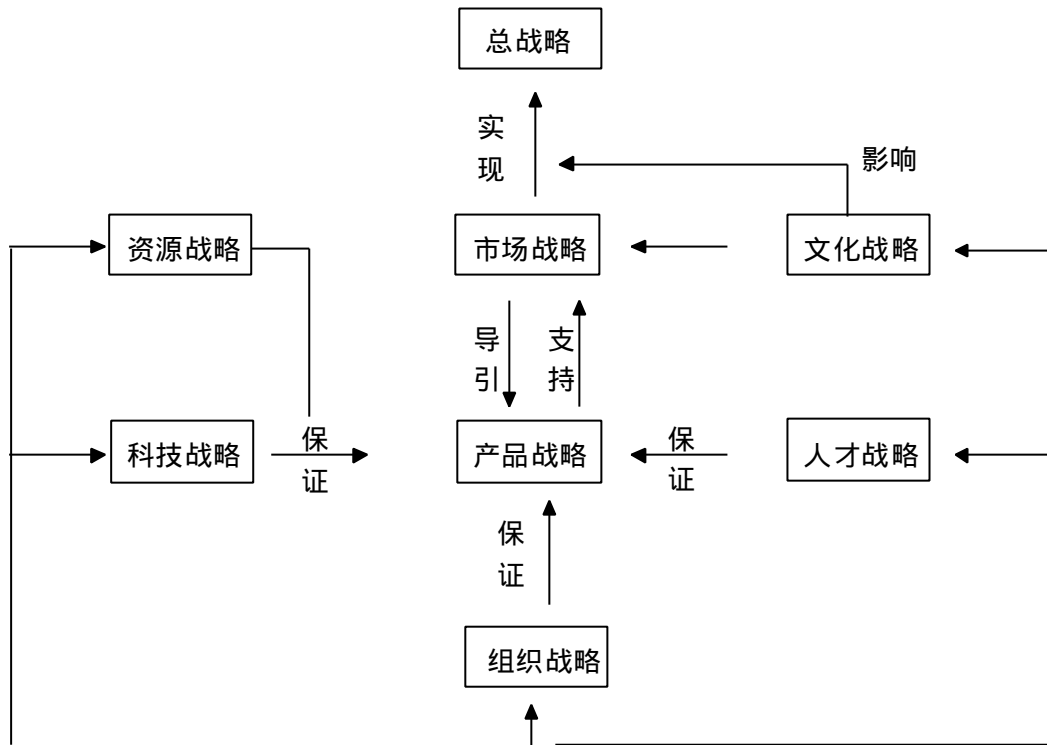 总战略
实
现
影响
资源战略
市场战略
文化战略
导
引
支
持
科技战略
保
证
产品战略
保
证
人才战略
保
证
组织战略